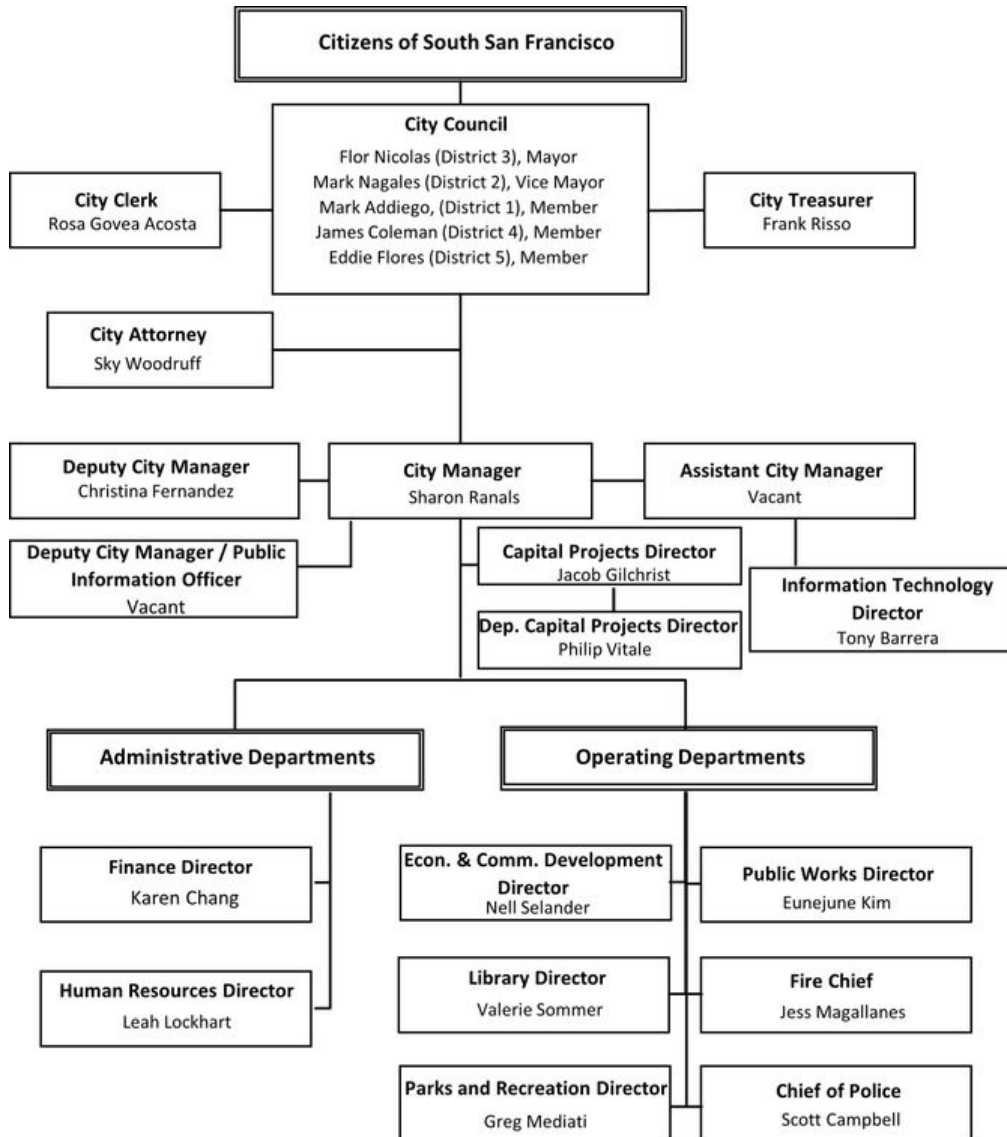 Citizens of South San Francisco
City Council
Flor Nicolas (District 3), Mayor
Mark Nagales (District 2), Vice Mayor
Mark Addiego, (District 1), Member
James Coleman (District 4), Member
Eddie Flores (District 5), Member
City Clerk
Rosa Govea Acosta
City Treasurer
Frank Risso
City Attorney
Sky Woodruff
Deputy City Manager
Christina Fernandez
City Manager
Sharon Ranals
Assistant City Manager
Vacant
Deputy City Manager / Public
Information Officer
Vacant
Capital Projects Director
Jacob Gilchrist
Dep. Capital Projects Director
Philip Vitale
Information Technology
Director
Tony Barrera
Administrative Departments
Operating Departments
Finance Director
Karen Chang
Human Resources Director
Leah Lockhart
Econ. & Comm. Development
Director
Nell Selander
Public Works Director
Eunejune Kim
Library Director
Valerie Sommer
Fire Chief
Jess Magallanes
Parks and Recreation Director
Greg Mediati
Chief of Police
Scott Campbell